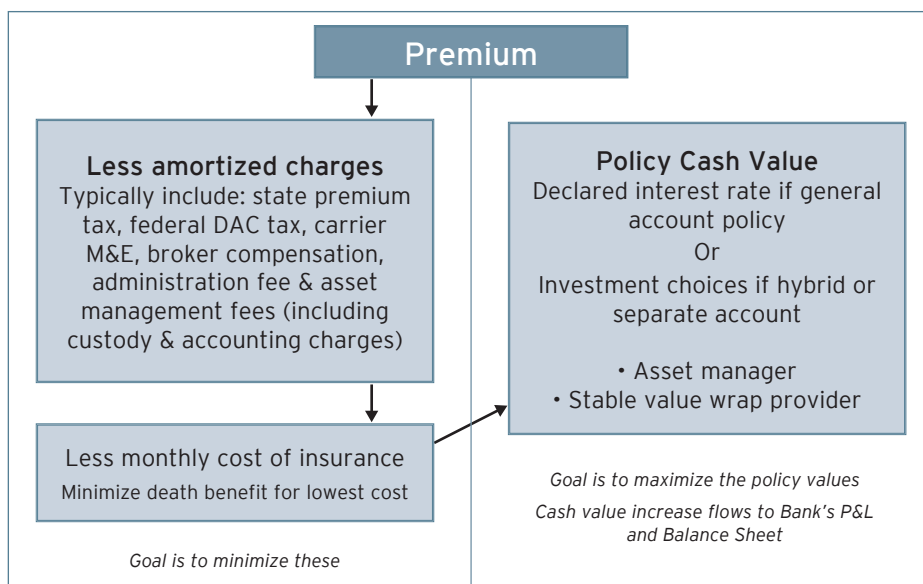 Premium
Less amortized charges
Typically include: state premium
tax, federal DAC tax, carrier
M&E, broker compensation,
administration fee & asset
management fees (including
custody & accounting charges)
Less monthly cost of insurance
Minimize death benefit for lowest cost
Goal is to minimize these
Policy Cash Value
Declared interest rate if general
account policy
Or
Investment choices if hybrid or
separate account
• Asset manager
• Stable value wrap provider
Goal is to maximize the policy values
Cash value increase flows to Bank's P&L
and Balance Sheet